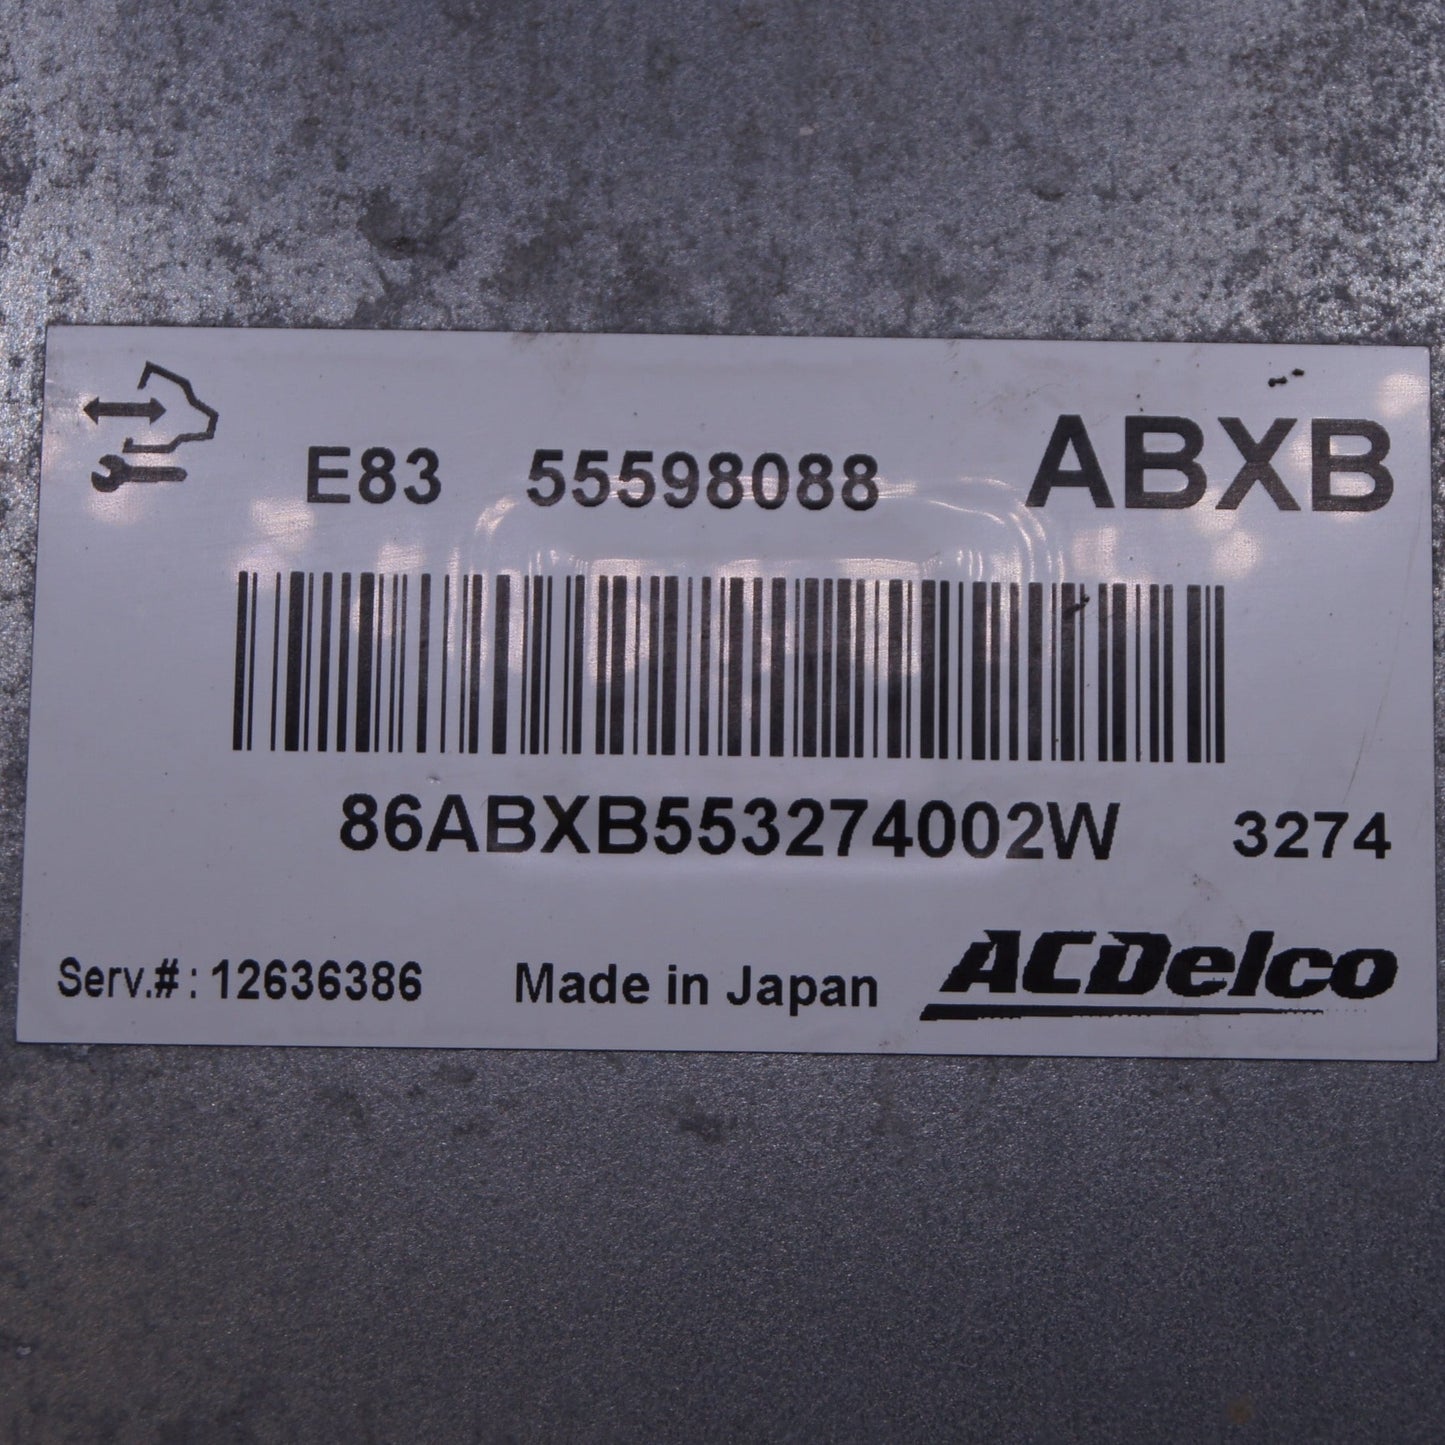 E83 55598088 ABXB
86ABXB553274002W 3274
Serv.#: 12636386 Made in Japan ACDelco